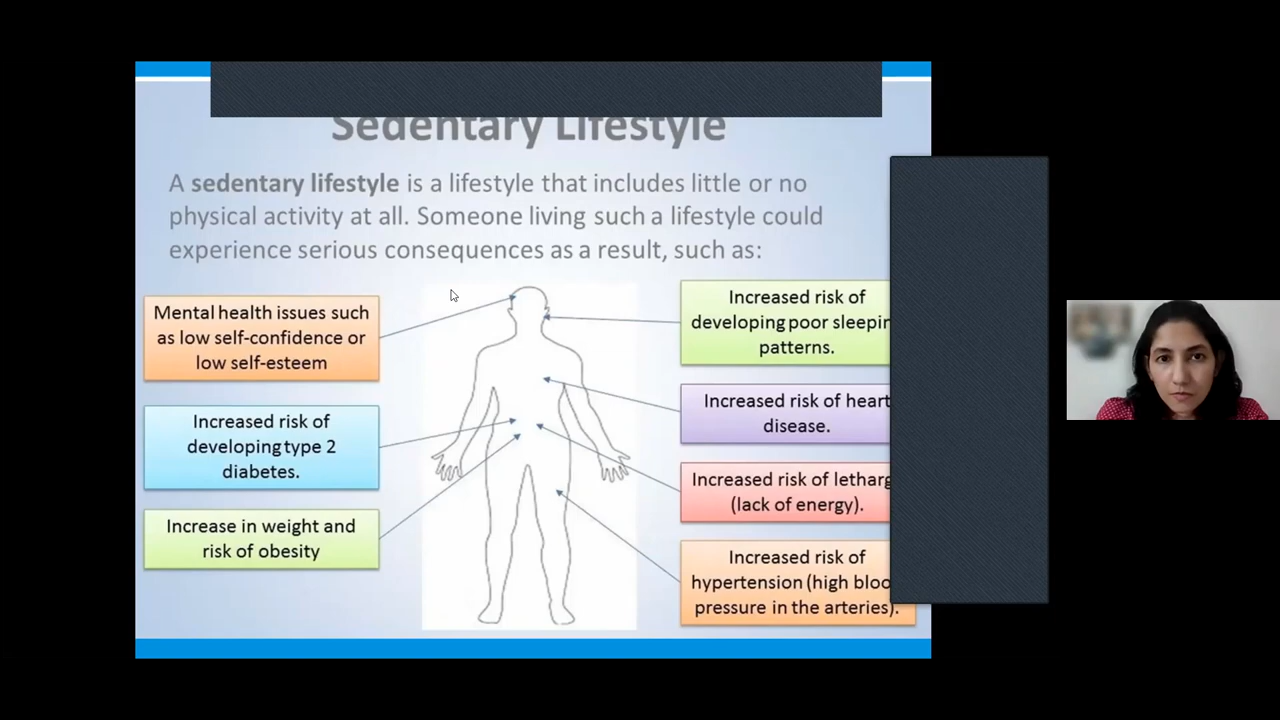 Sedentary Lifestyle
A sedentary lifestyle is a lifestyle that includes little or no
physical activity at all. Someone living such a lifestyle could
experience serious consequences as a result, such as:
Mental health issues such
as low self-confidence or
low self-esteem
Increased risk of
developing type 2
diabetes.
Increase in weight and
risk of obesity
Increased risk of
developing poor sleepin
patterns.
Increased risk of heart
disease.
Increased risk of letharg
(lack of energy).
Increased risk of
hypertension (high bloo
pressure in the arteries).